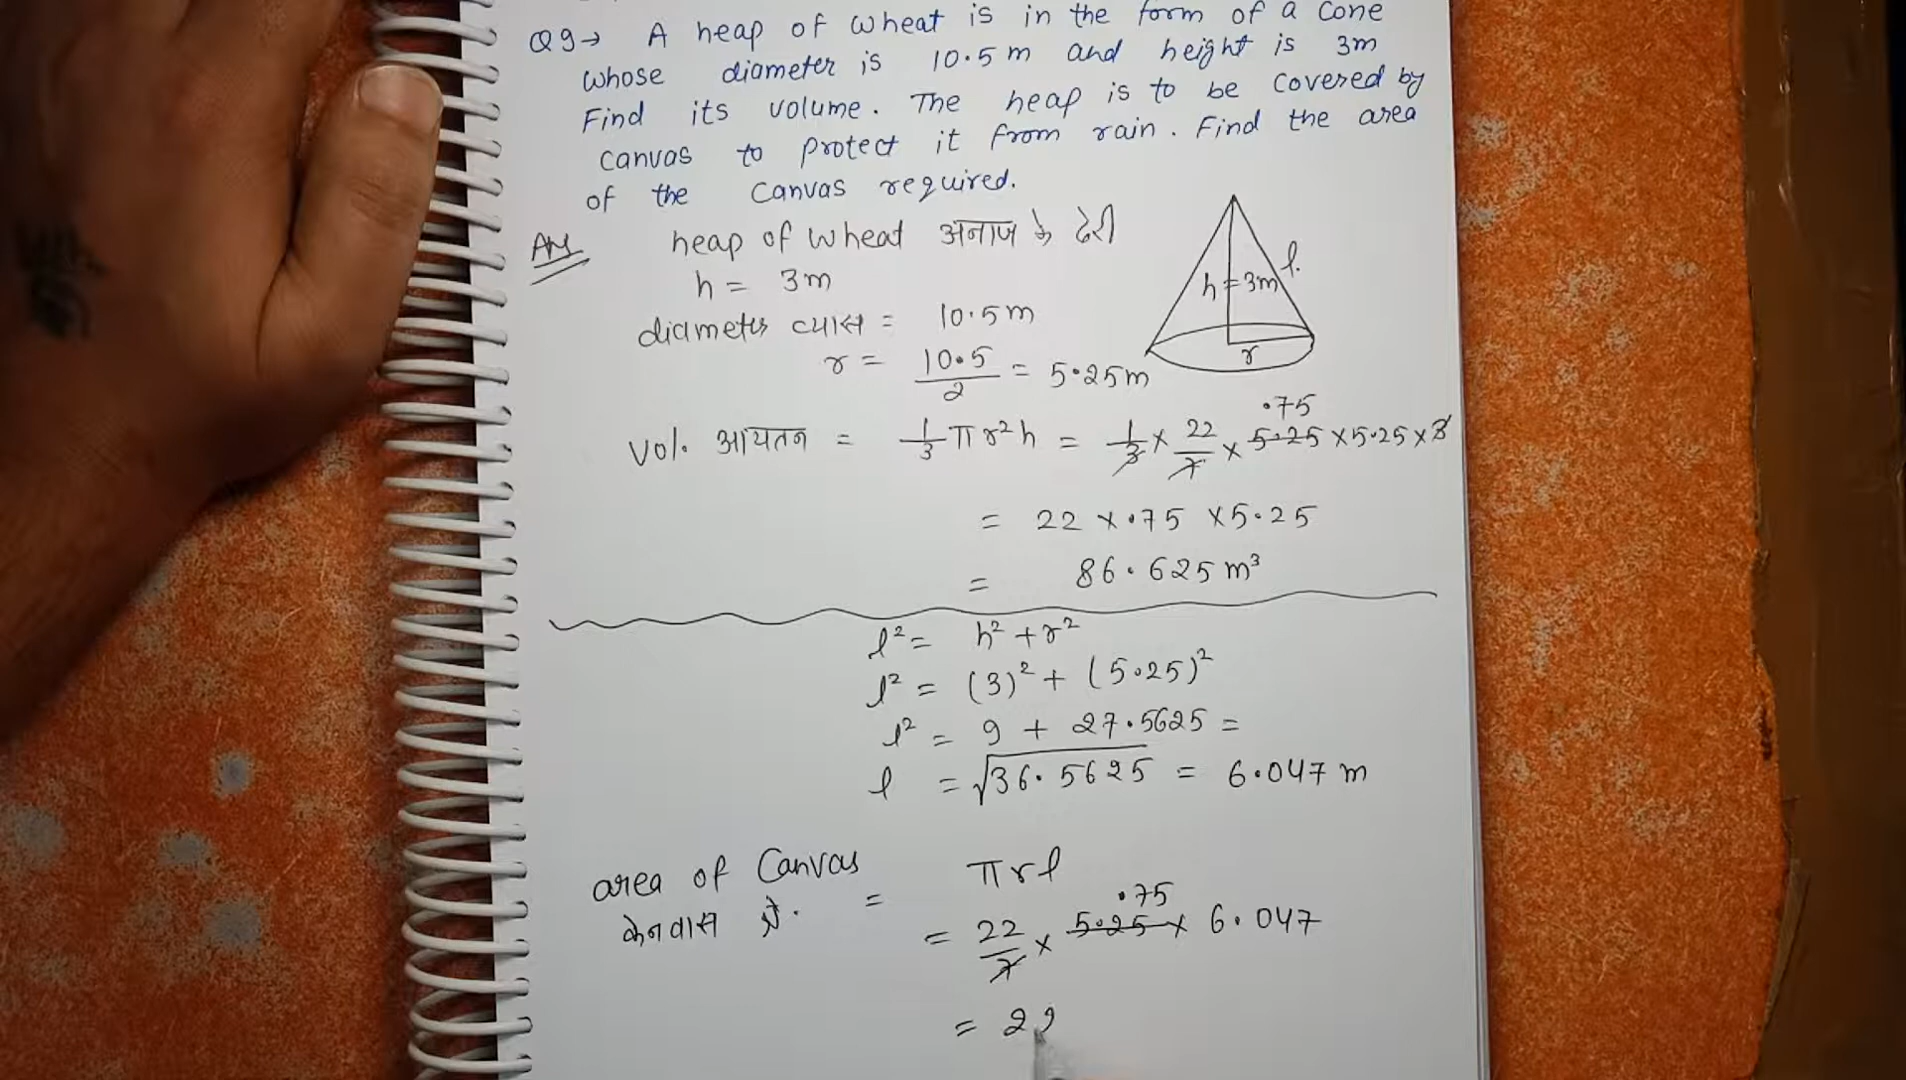 Q9→ A heap of wheat is in the form of a cone
whose diameter is 10.5 m and height is 3m
Find its volume. The heap is to be covered by
canvas to protect it from rain. Find the area
of the canvas required.
Ans heap of wheat अनाज के ढेरी
h = 3m
diameter व्यास = 10.5m
r = 10.5/2 = 5.25m
h = 3m
l.
r
Vol. आयतन = 1/3 πr²h = 1/3 × 22/7 × 5.25 × 5.25 × 3
.75
= 22 × .75 × 5.25
= 86.625 m³
l² = h² + r²
l² = (3)² + (5.25)²
l² = 9 + 27.5625 =
l = √36.5625 = 6.047 m
area of Canvas = πrl
केनवास क्षे.
.75
= 22/7 × 5.25 × 6.047
= 22